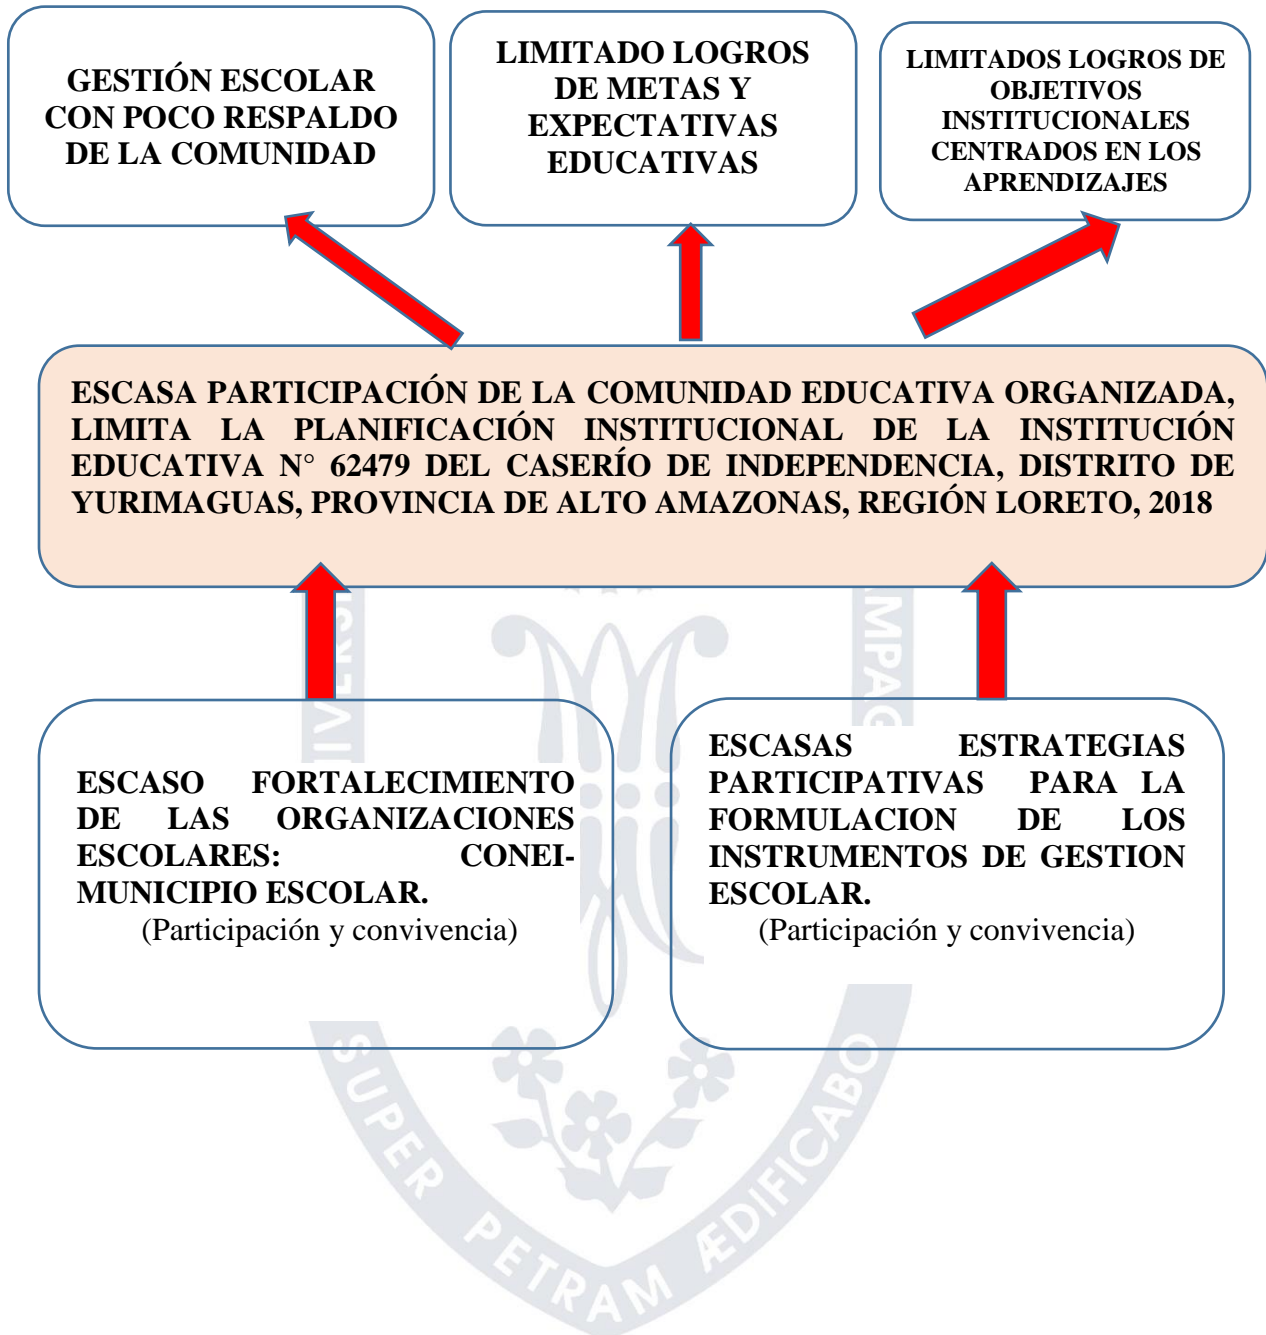 GESTIÓN ESCOLAR
CON POCO RESPALDO
DE LA COMUNIDAD
LIMITADO LOGROS
DE METAS Y
EXPECTATIVAS
EDUCATIVAS
LIMITADOS LOGROS DE
OBJETIVOS
INSTITUCIONALES
CENTRADOS EN LOS
APRENDIZAJES
ESCASA PARTICIPACIÓN DE LA COMUNIDAD EDUCATIVA ORGANIZADA,
LIMITA LA PLANIFICACIÓN INSTITUCIONAL DE LA INSTITUCIÓN
EDUCATIVA N° 62479 DEL CASERÍO DE INDEPENDENCIA, DISTRITO DE
YURIMAGUAS, PROVINCIA DE ALTO AMAZONAS, REGIÓN LORETO, 2018
ESCASO FORTALECIMIENTO
DE LAS ORGANIZACIONES
ESCOLARES: CONEI-
MUNICIPIO ESCOLAR.
(Participación y convivencia)
ESCASAS ESTRATEGIAS
PARTICIPATIVAS PARA LA
FORMULACION DE LOS
INSTRUMENTOS DE GESTION
ESCOLAR.
(Participación y convivencia)
SUPER PETRAM ÆDIFICABO